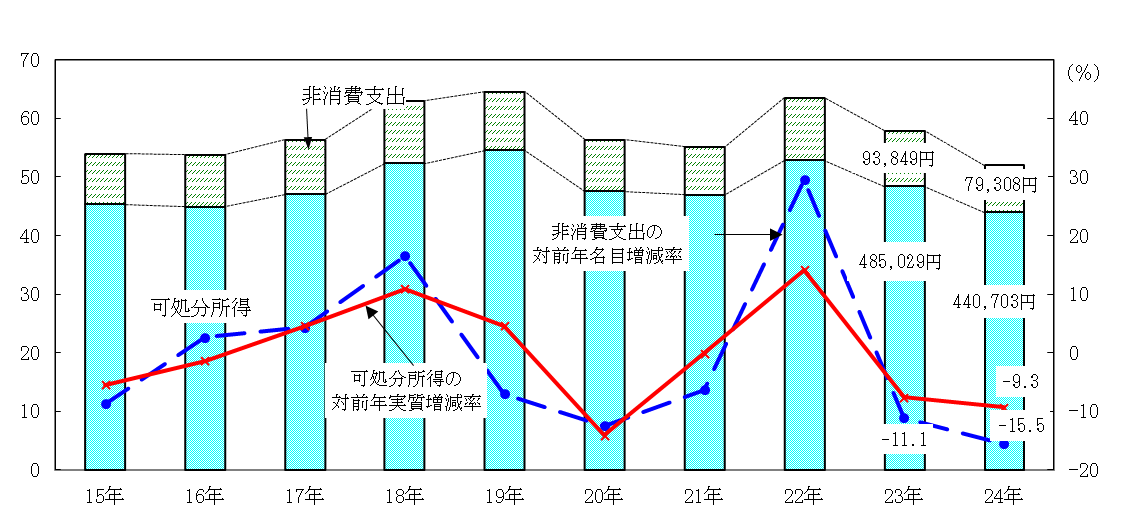 70
60
50
40
30
20
10
0
(%)
40
30
20
10
0
-10
-20
非消費支出
93,849円
79,308円
非消費支出の
対前年名目増減率
485,029円
440,703円
可処分所得
可処分所得の
対前年実質増減率
-9.3
-15.5
-11.1
15年
16年
17年
18年
19年
20年
21年
22年
23年
24年